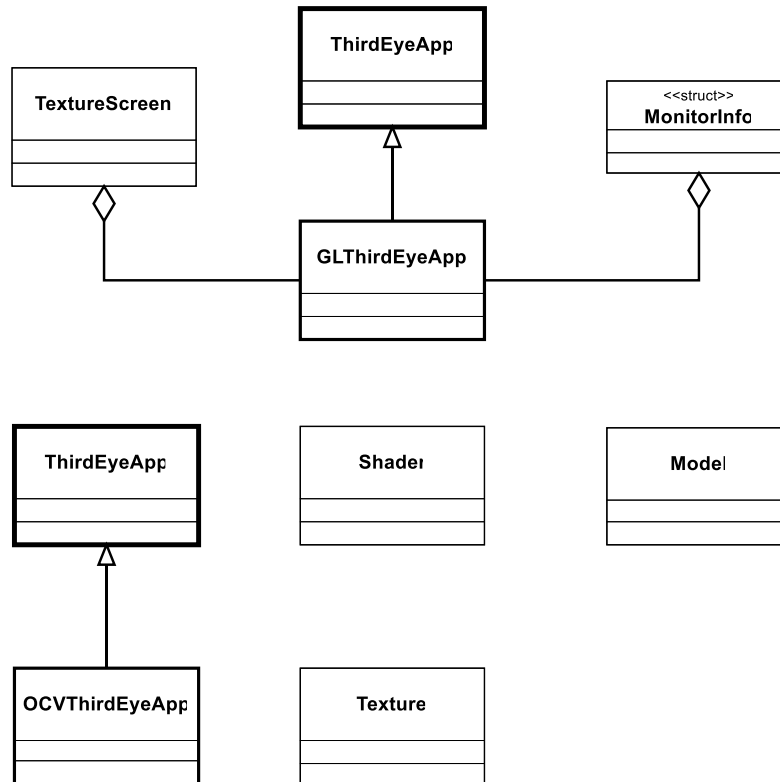 ThirdEyeApp
TextureScreen
<<struct>>
MonitorInfo
GLThirdEyeApp
ThirdEyeApp
Shader
Model
OCVThirdEyeApp
Texture